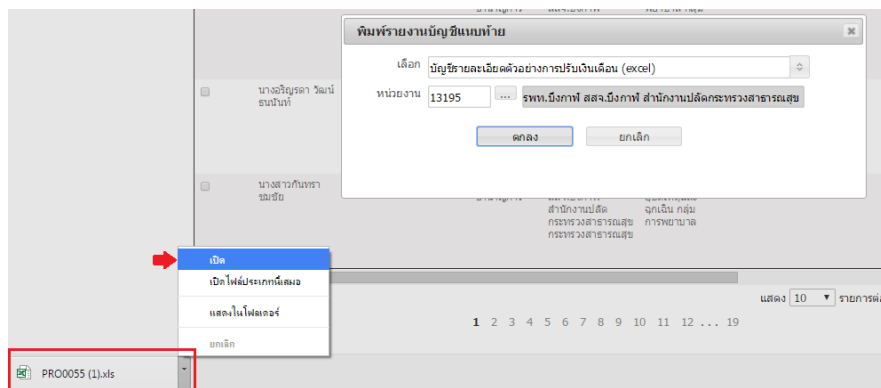 พิมพ์รายงานบัญชีแนบท้าย
เลือก บัญชีรายละเอียดตัวอย่างการปรับเงินเดือน (excel)
หน่วยงาน 13195 ... รพท.บึงกาฬ สสจ.บึงกาฬ สำนักงานปลัดกระทรวงสาธารณสุข
ตกลง ยกเลิก
นางอริญรดา วัฒน์
ธนนันท์
นางสาวกันทรา
ชมชัย
สำนักงานปลัด ฉุกเฉิน กลุ่ม
กระทรวงสาธารณสุข การพยาบาล
กระทรวงสาธารณสุข
เปิด
เปิดไฟล์ประเภทนี้เสมอ
แสดงในโฟลเดอร์
ยกเลิก
แสดง 10 รายการต่อ
1 2 3 4 5 6 7 8 9 10 11 12 ... 19
PRO0055 (1).xls